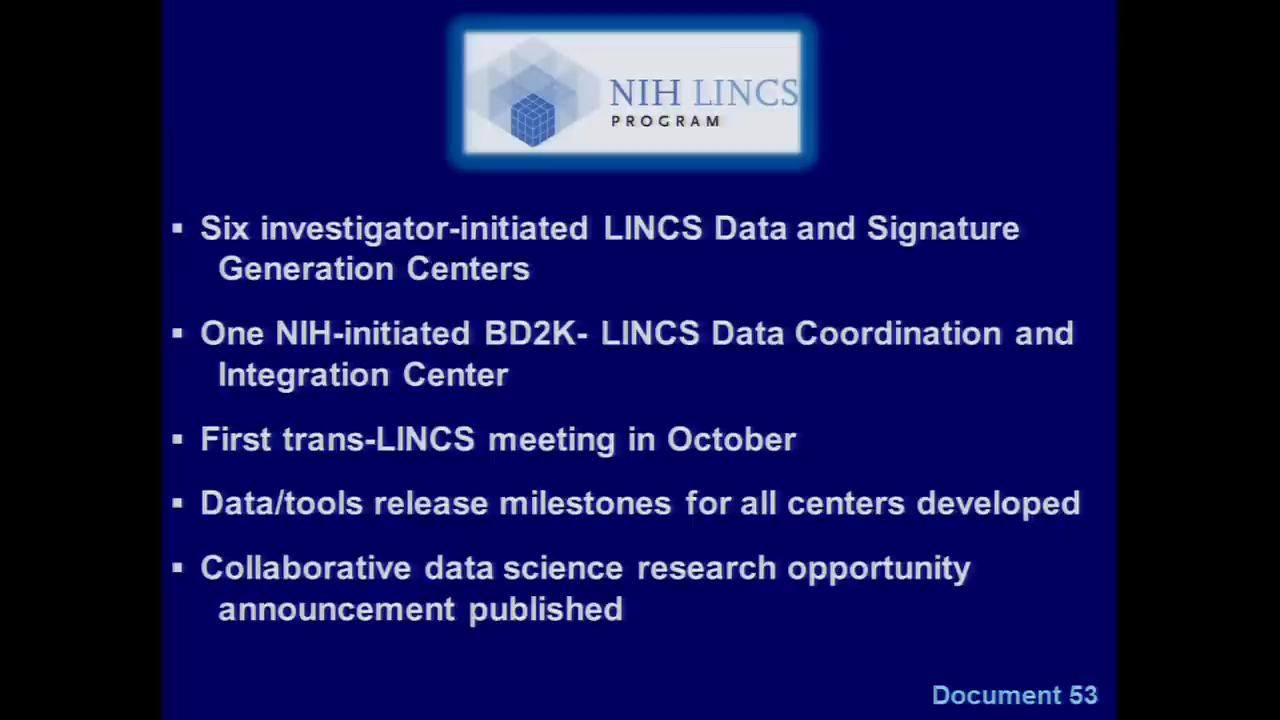 NIH LINCS
PROGRAM
▪ Six investigator-initiated LINCS Data and Signature
Generation Centers
▪ One NIH-initiated BD2K- LINCS Data Coordination and
Integration Center
▪ First trans-LINCS meeting in October
▪ Data/tools release milestones for all centers developed
▪ Collaborative data science research opportunity
announcement published
Document 53